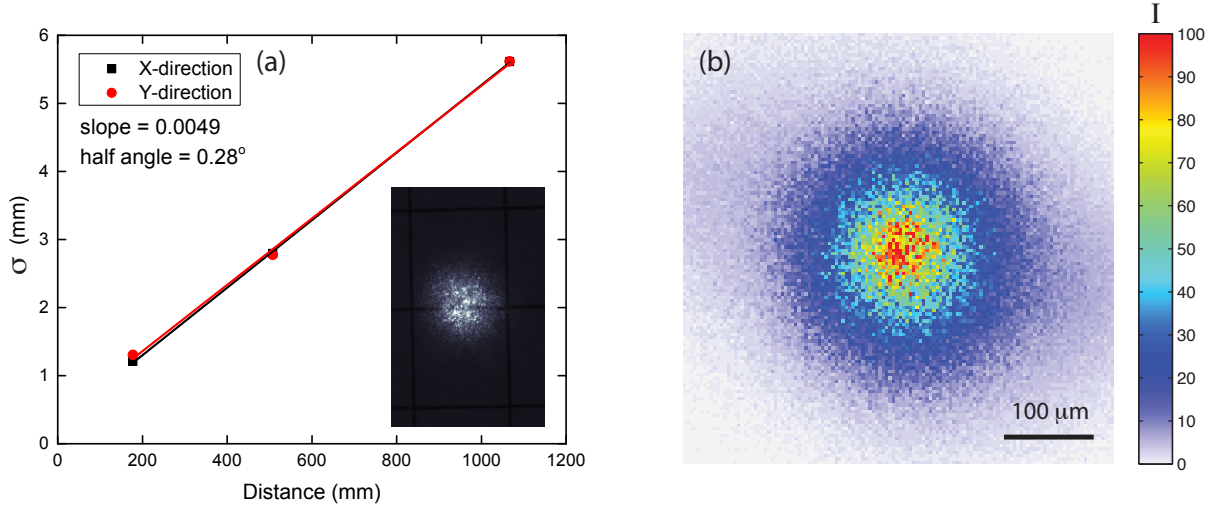 (a)
X-direction
Y-direction
slope = 0.0049
half angle = 0.28°
σ (mm)
6
5
4
3
2
1
0
0 200 400 600 800 1000 1200
Distance (mm)
(b)
100 μm
I
100
90
80
70
60
50
40
30
20
10
0